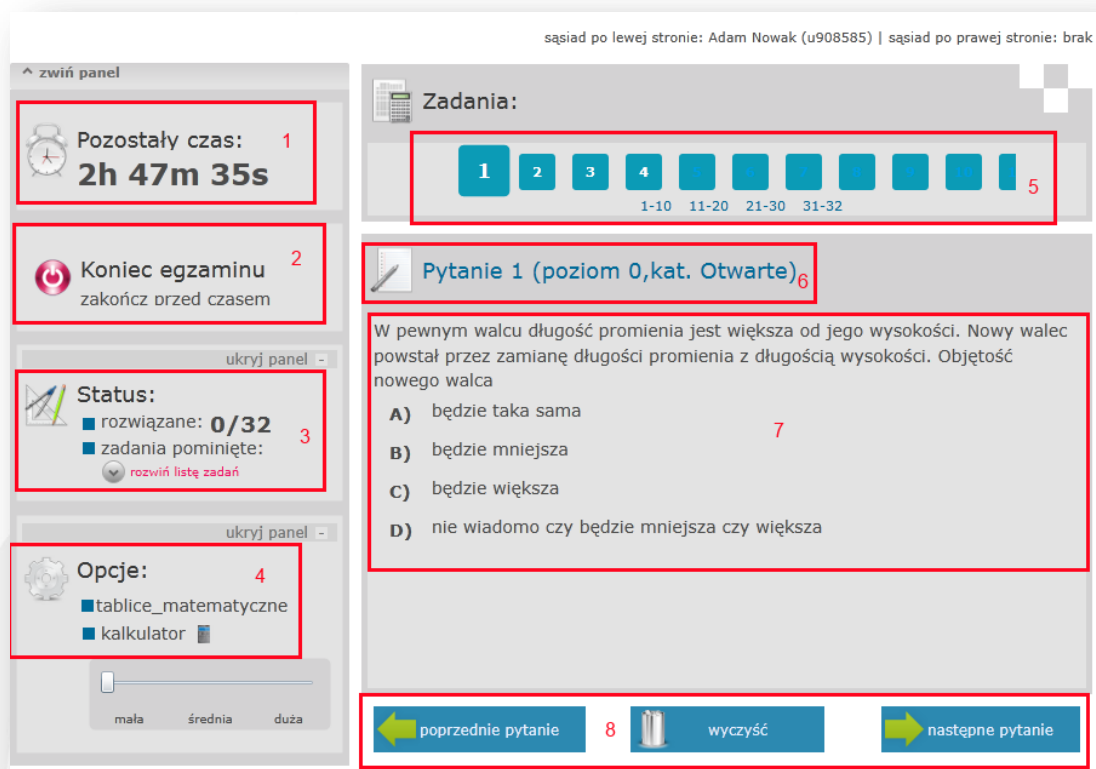 sąsiad po lewej stronie: Adam Nowak (u908585) | sąsiad po prawej stronie: brak
^ zwiń panel
Pozostały czas:
2h 47m 35s
1
Koniec egzaminu
zakończ przed czasem
2
ukryj panel -
Status:
rozwiązane: 0/32
zadania pominięte:
rozwiń listę zadań
3
ukryj panel -
Opcje:
tablice_matematyczne
kalkulator
4
mała średnia duża
Zadania:
1 2 3 4
1-10 11-20 21-30 31-32
5
Pytanie 1 (poziom 0,kat. Otwarte)
6
W pewnym walcu długość promienia jest większa od jego wysokości. Nowy walec
powstał przez zamianę długości promienia z długością wysokości. Objętość
nowego walca
A) będzie taka sama
B) będzie mniejsza
C) będzie większa
D) nie wiadomo czy będzie mniejsza czy większa
7
poprzednie pytanie 8 wyczyść następne pytanie